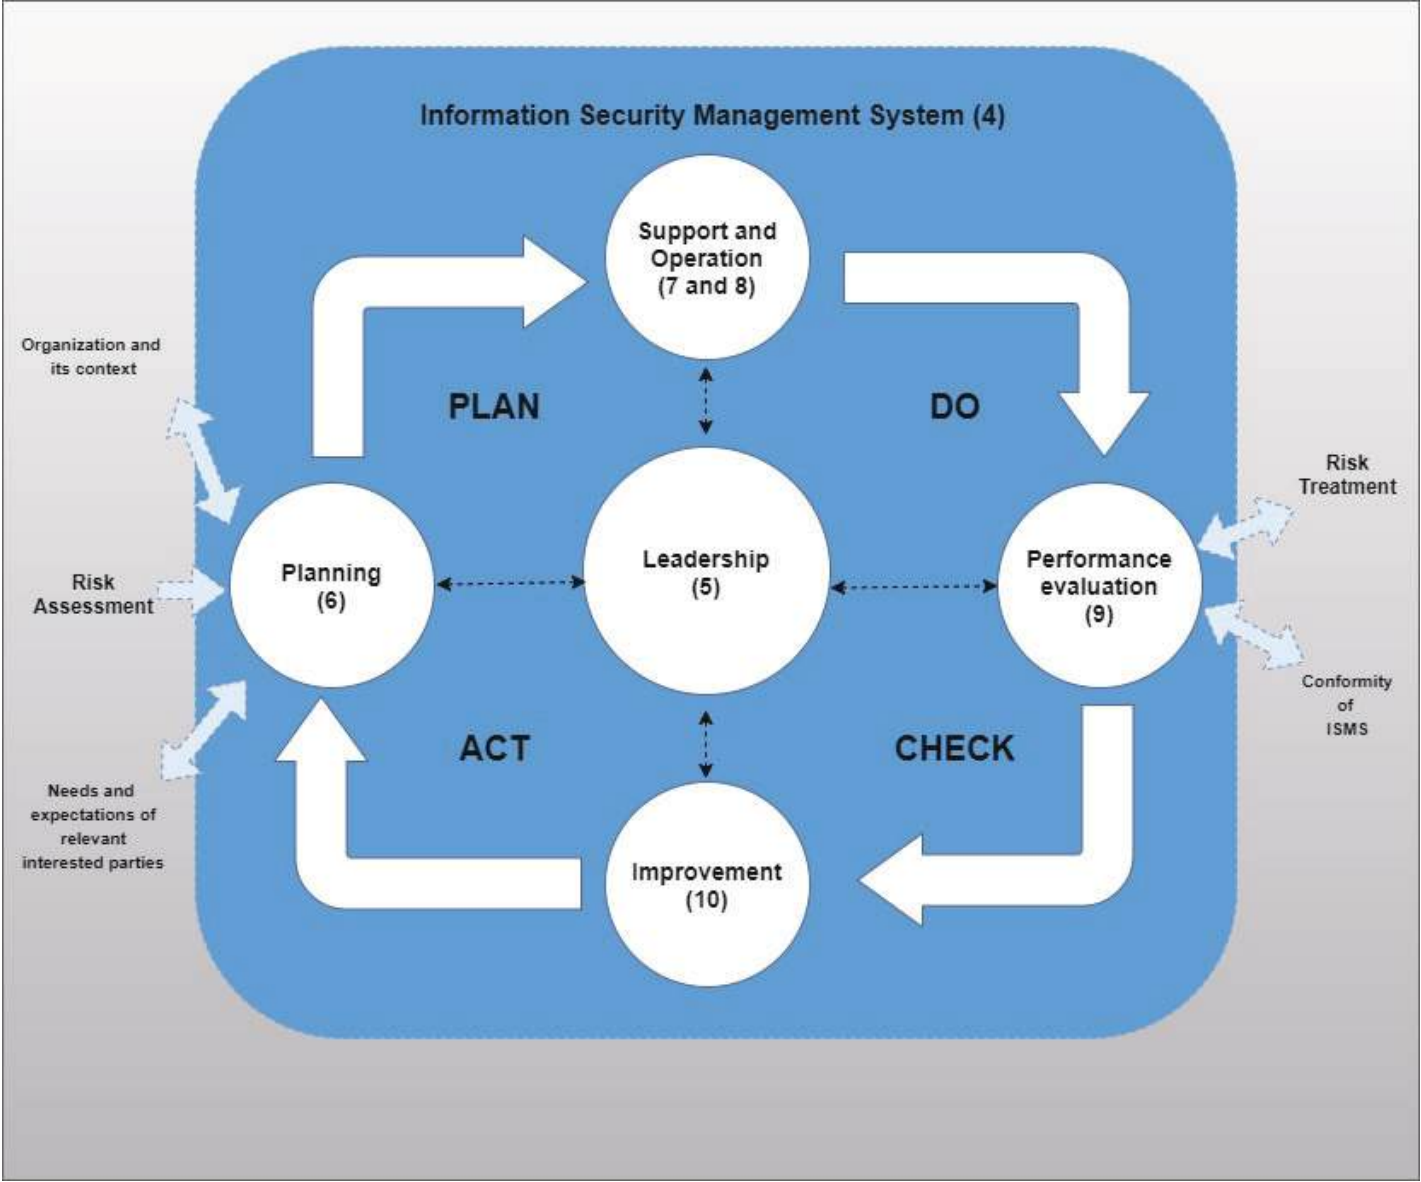 Information Security Management System (4)
Support and
Operation
(7 and 8)
Organization and
its context
PLAN
DO
Risk
Treatment
Risk
Assessment
Planning
(6)
Leadership
(5)
Performance
evaluation
(9)
Conformity
of
ISMS
ACT
CHECK
Needs and
expectations of
relevant
interested parties
Improvement
(10)